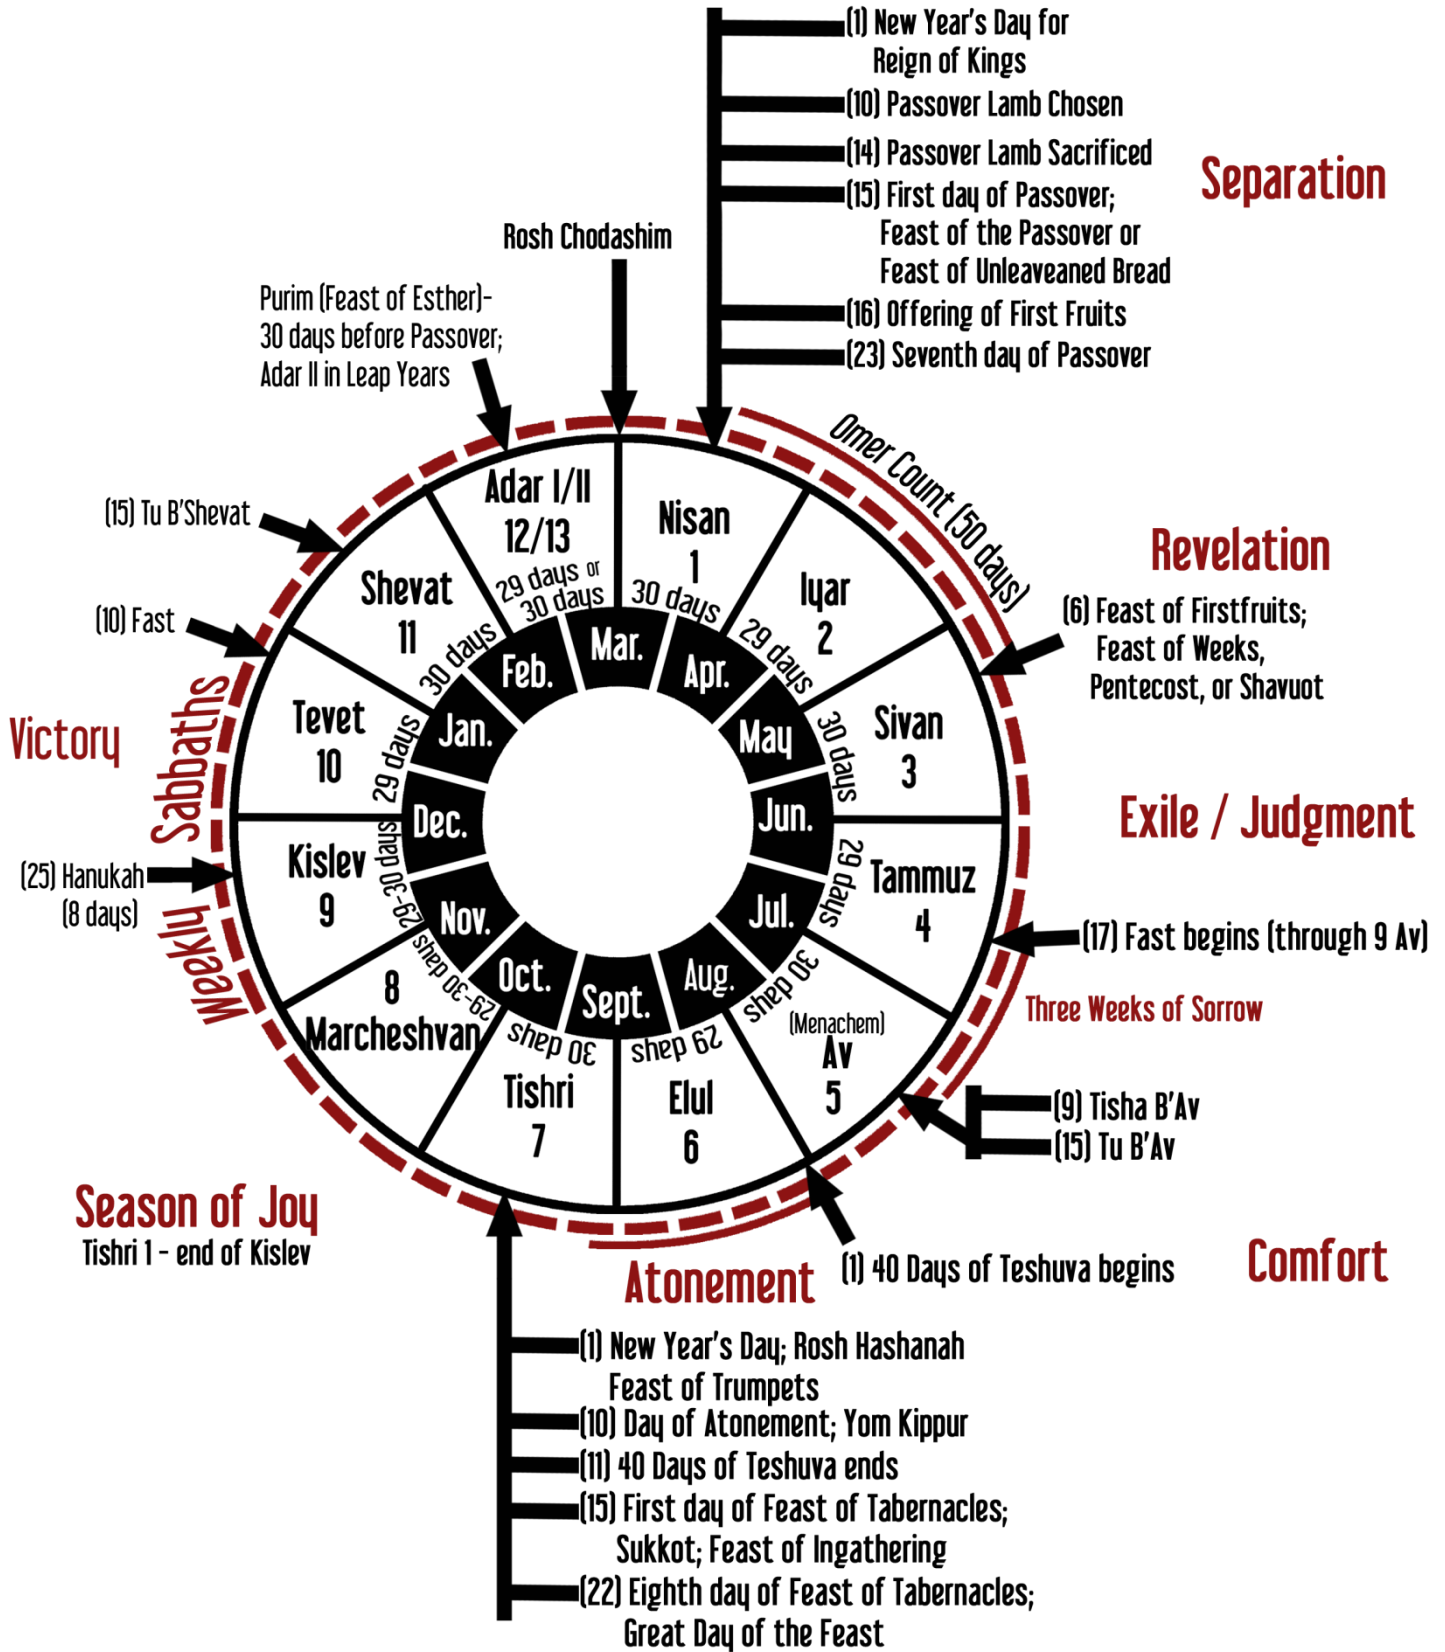 (1) New Year's Day for
Reign of Kings
(10) Passover Lamb Chosen
(14) Passover Lamb Sacrificed
(15) First day of Passover;
Feast of the Passover or
Feast of Unleaveaned Bread
(16) Offering of First Fruits
(23) Seventh day of Passover
Separation
Rosh Chodashim
Purim (Feast of Esther)-
30 days before Passover;
Adar II in Leap Years
(15) Tu B'Shevat
(10) Fast
Victory
Weekly Sabbaths
(25) Hanukah
(8 days)
Omer Count (50 days)
Revelation
(6) Feast of Firstfruits;
Feast of Weeks,
Pentecost, or Shavuot
Exile / Judgment
(17) Fast begins (through 9 Av)
Three Weeks of Sorrow
(9) Tisha B'Av
(15) Tu B'Av
Nisan
1
30 days
Iyar
2
29 days
Sivan
3
30 days
Tammuz
4
29 days
(Menachem)
Av
5
30 days
Elul
6
29 days
Tishri
7
30 days
8
Marcheshvan
29-30 days
Kislev
9
29-30 days
Tevet
10
29 days
Shevat
11
30 days
Adar I/II
12/13
29 days or
30 days
Mar.
Apr.
May
Jun.
Jul.
Aug.
Sept.
Oct.
Nov.
Dec.
Jan.
Feb.
Season of Joy
Tishri 1 - end of Kislev
Atonement
(1) 40 Days of Teshuva begins
Comfort
(1) New Year's Day; Rosh Hashanah
Feast of Trumpets
(10) Day of Atonement; Yom Kippur
(11) 40 Days of Teshuva ends
(15) First day of Feast of Tabernacles;
Sukkot; Feast of Ingathering
(22) Eighth day of Feast of Tabernacles;
Great Day of the Feast